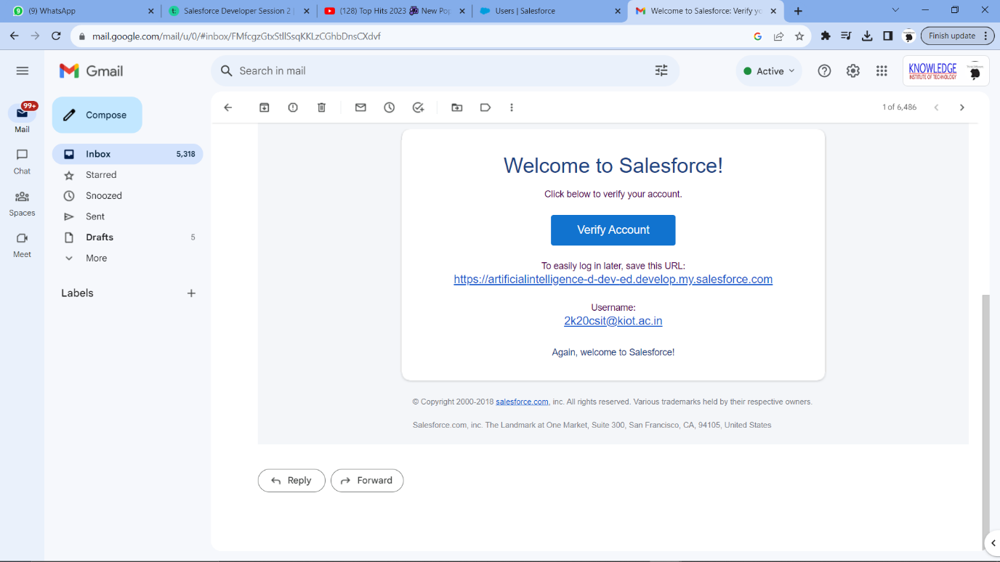 (9) WhatsApp
Salesforce Developer Session 2 |
(128) Top Hits 2023 New Pop
Users | Salesforce
Welcome to Salesforce: Verify yo
mail.google.com/mail/u/0/#inbox/FMfcgzGtxStllSsqKKLzCGhbDnsCXdvf
Finish update
Gmail
Search in mail
Active
KNOWLEDGE
INSTITUTE OF TECHNOLOGY
99+
Mail
Chat
Spaces
Meet
Compose
Inbox 5,318
Starred
Snoozed
Sent
Drafts 5
More
Labels
1 of 6,486
Welcome to Salesforce!
Click below to verify your account.
Verify Account
To easily log in later, save this URL:
https://artificialintelligence-d-dev-ed.develop.my.salesforce.com
Username:
2k20csit@kiot.ac.in
Again, welcome to Salesforce!
© Copyright 2000-2018 salesforce.com, inc. All rights reserved. Various trademarks held by their respective owners.
Salesforce.com, inc. The Landmark at One Market, Suite 300, San Francisco, CA, 94105, United States
Reply
Forward